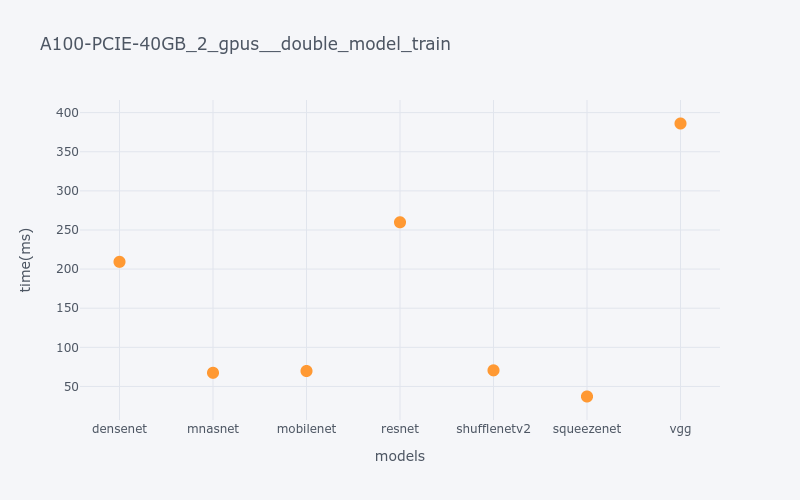 A100-PCIE-40GB_2_gpus__double_model_train
time(ms)
400
350
300
250
200
150
100
50
densenet mnasnet mobilenet resnet shufflenetv2 squeezenet vgg
models